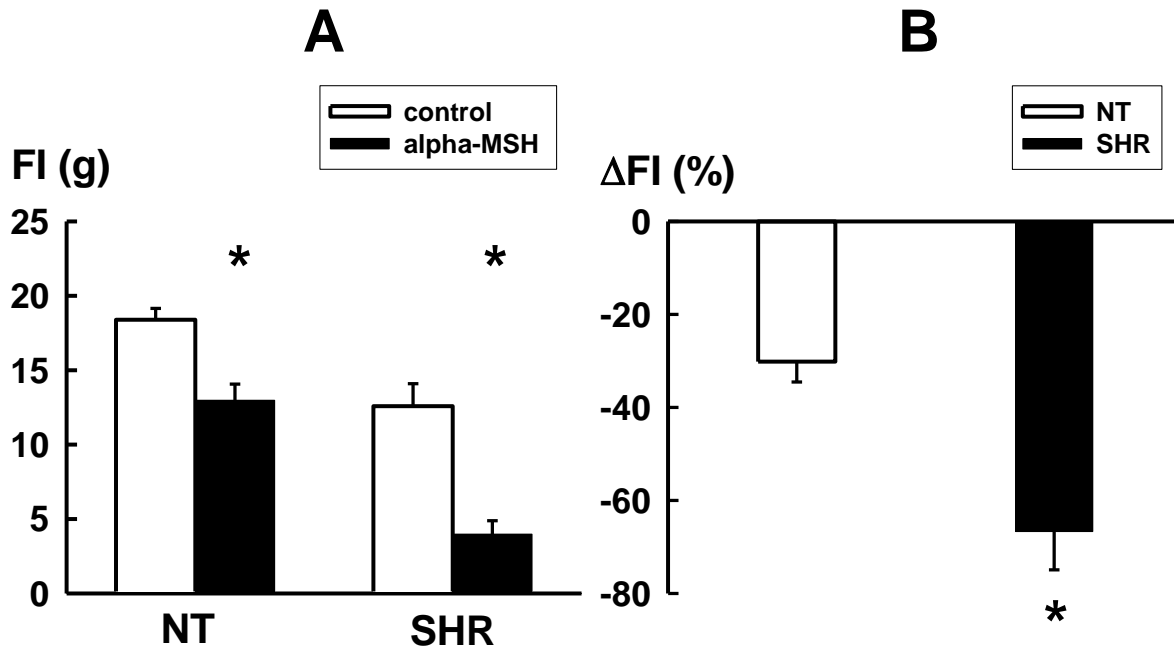 A
control
alpha-MSH
FI (g)
25
20
15
10
5
0
*
*
NT
SHR
B
NT
SHR
ΔFI (%)
0
-20
-40
-60
-80
*